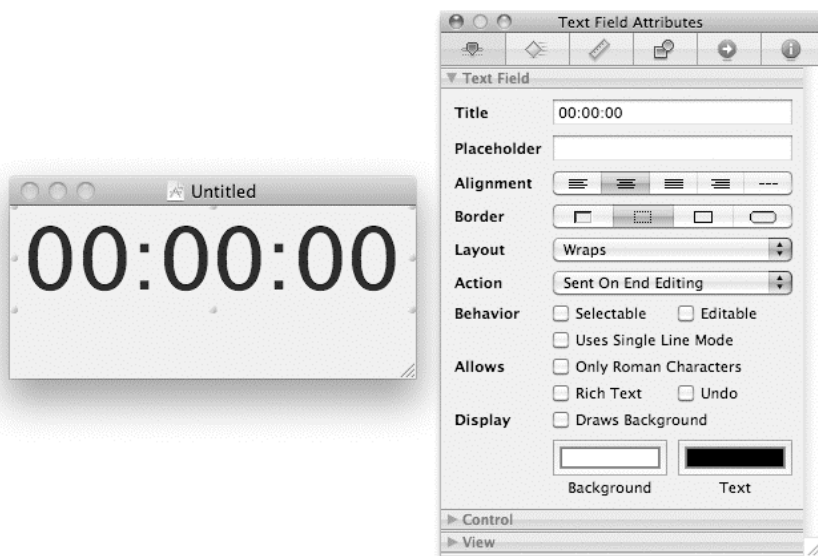 Untitled
00:00:00
Text Field Attributes
Text Field
Title 00:00:00
Placeholder
Alignment
Border
Layout Wraps
Action Sent On End Editing
Behavior Selectable Editable
Uses Single Line Mode
Allows Only Roman Characters
Rich Text Undo
Display Draws Background
Background Text
Control
View